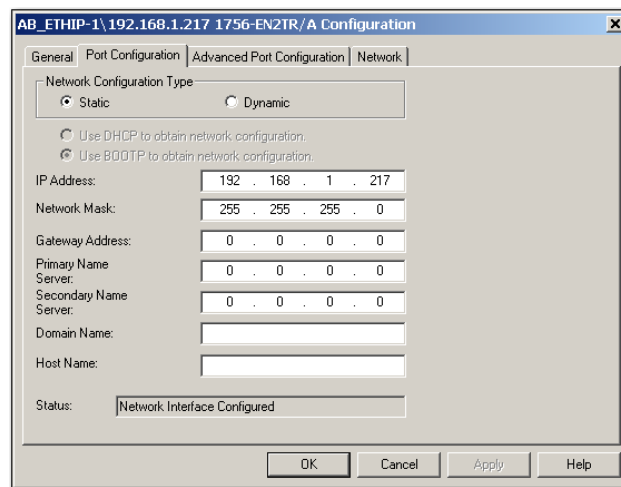 AB_ETHIP-1\192.168.1.217 1756-EN2TR/A Configuration
General Port Configuration Advanced Port Configuration Network
Network Configuration Type
Static Dynamic
Use DHCP to obtain network configuration.
Use BOOTP to obtain network configuration.
IP Address: 192 . 168 . 1 . 217
Network Mask: 255 . 255 . 255 . 0
Gateway Address: 0 . 0 . 0 . 0
Primary Name
Server: 0 . 0 . 0 . 0
Secondary Name
Server: 0 . 0 . 0 . 0
Domain Name:
Host Name:
Status: Network Interface Configured
OK Cancel Apply Help